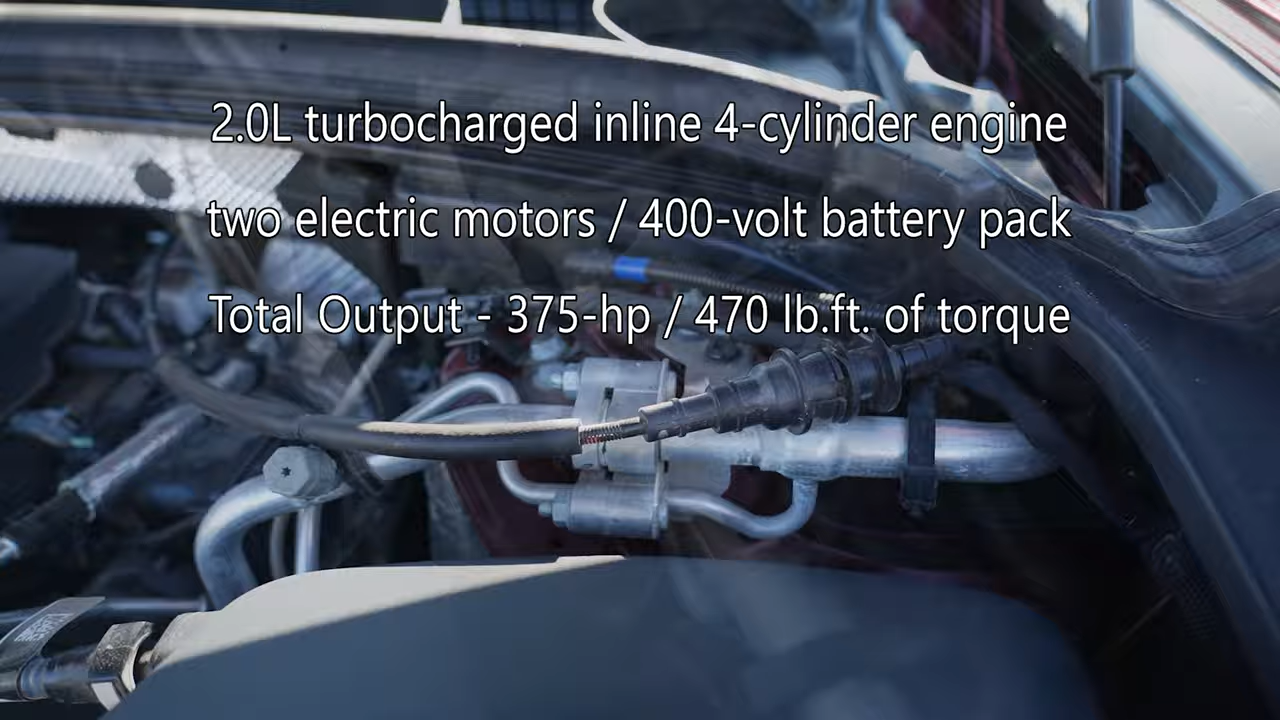 2.0L turbocharged inline 4-cylinder engine
two electric motors / 400-volt battery pack
Total Output - 375-hp / 470 lb.ft. of torque